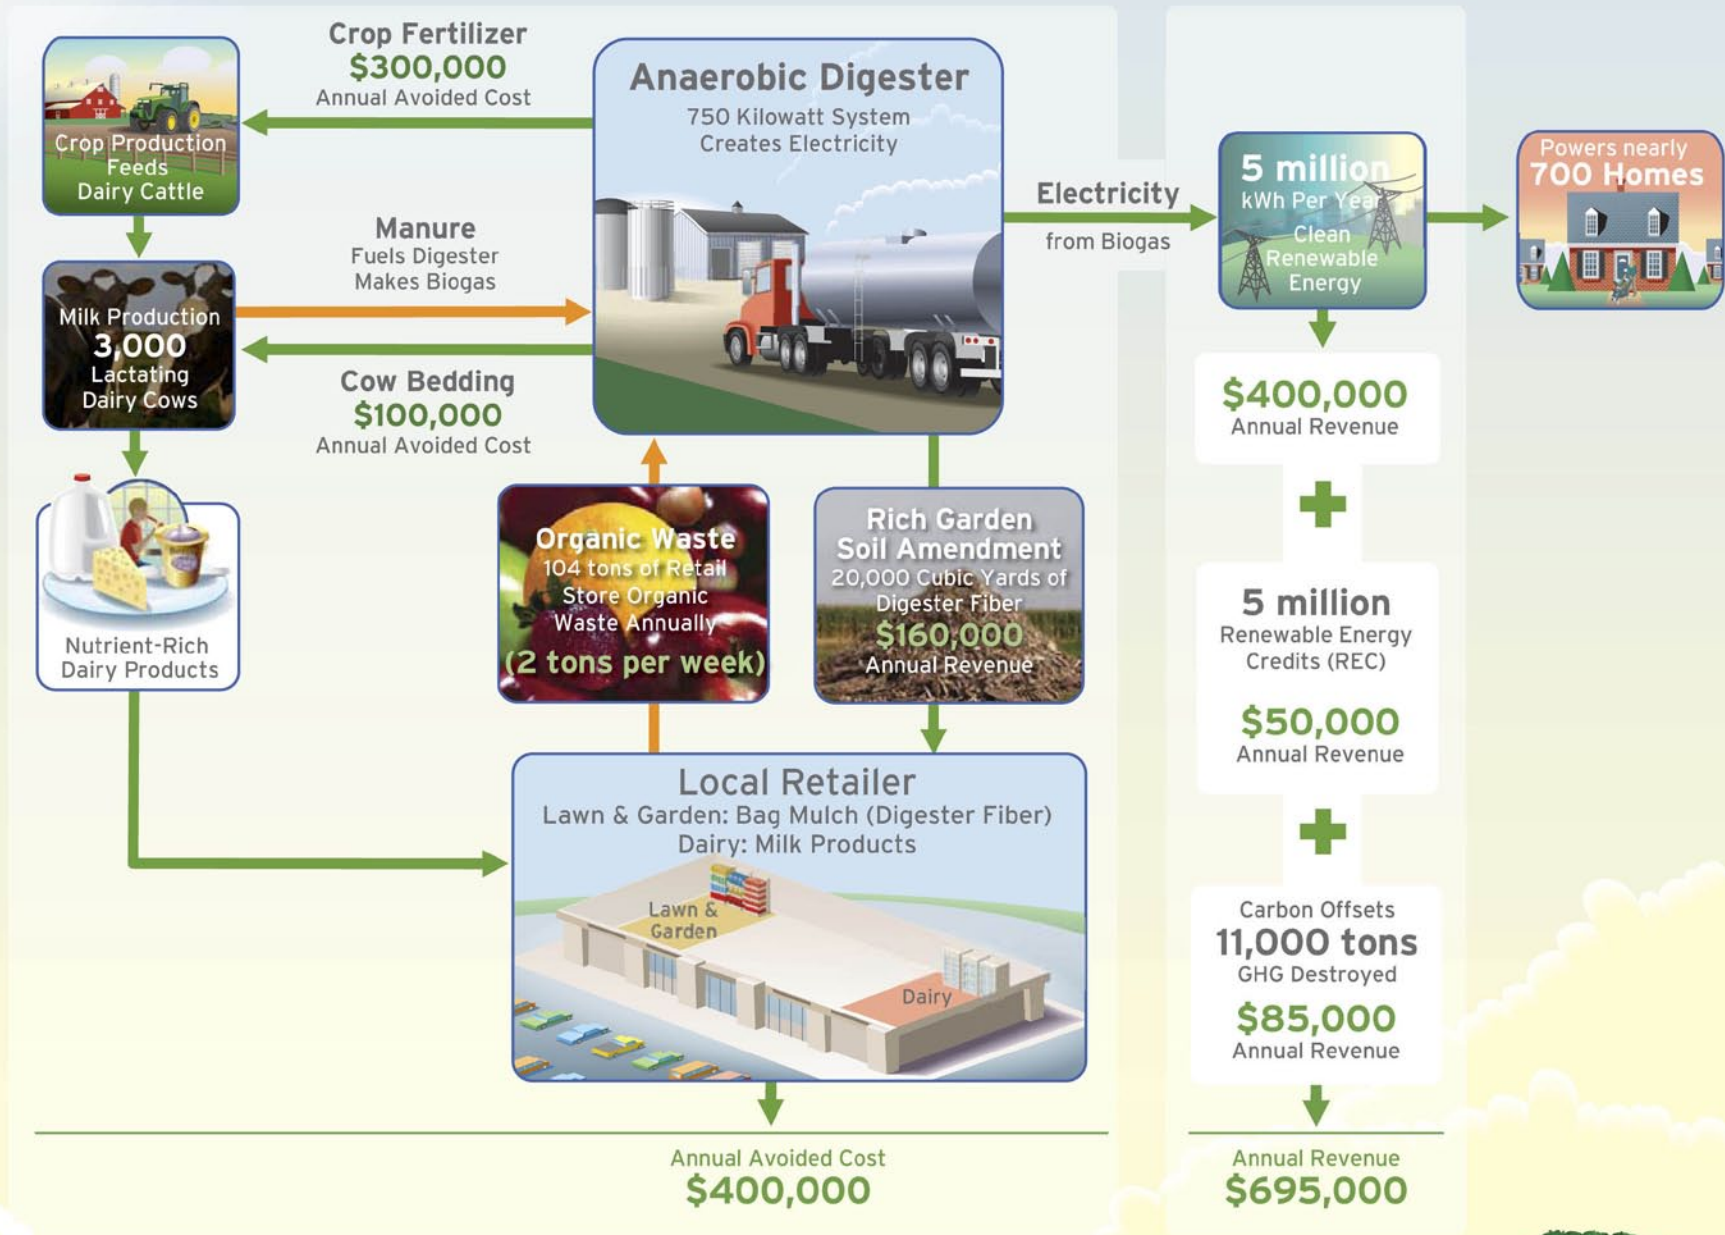 Crop Fertilizer
$300,000
Annual Avoided Cost
Crop Production
Feeds
Dairy Cattle
Anaerobic Digester
750 Kilowatt System
Creates Electricity
Manure
Fuels Digester
Makes Biogas
Milk Production
3,000
Lactating
Dairy Cows
Cow Bedding
$100,000
Annual Avoided Cost
Electricity
from Biogas
5 million
kWh Per Year
Clean
Renewable
Energy
Powers nearly
700 Homes
$400,000
Annual Revenue
Nutrient-Rich
Dairy Products
Organic Waste
104 tons of Retail
Store Organic
Waste Annually
(2 tons per week)
Rich Garden
Soil Amendment
20,000 Cubic Yards of
Digester Fiber
$160,000
Annual Revenue
5 million
Renewable Energy
Credits (REC)
$50,000
Annual Revenue
Local Retailer
Lawn & Garden: Bag Mulch (Digester Fiber)
Dairy: Milk Products
Lawn &
Garden
Dairy
Carbon Offsets
11,000 tons
GHG Destroyed
$85,000
Annual Revenue
Annual Avoided Cost
$400,000
Annual Revenue
$695,000